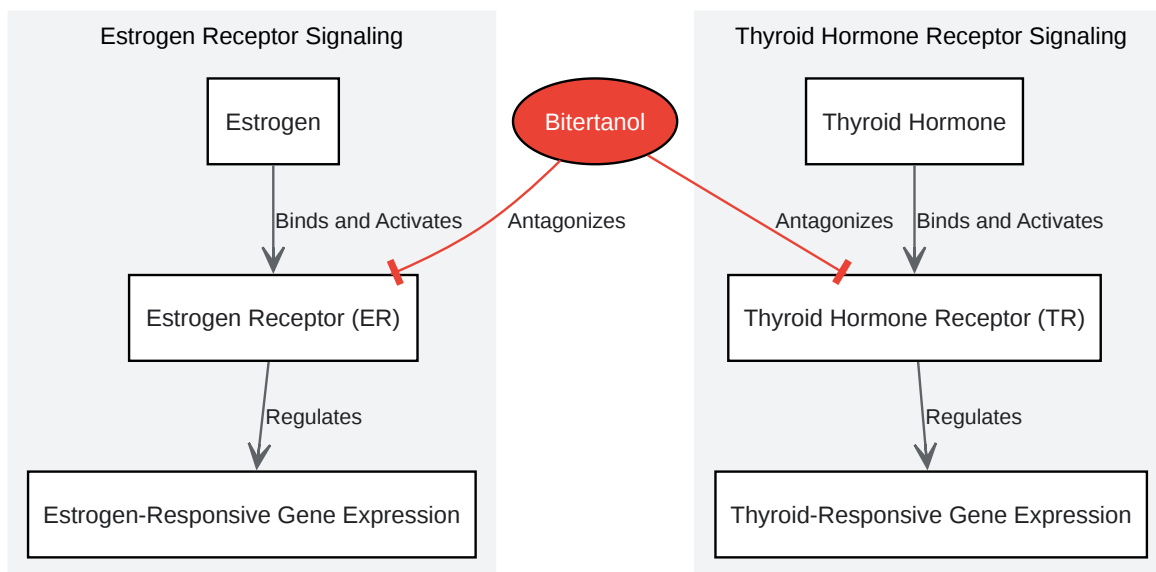 Estrogen Receptor Signaling
Thyroid Hormone Receptor Signaling
Estrogen
Bitertanol
Thyroid Hormone
Binds and Activates
Antagonizes
Antagonizes
Binds and Activates
Estrogen Receptor (ER)
Thyroid Hormone Receptor (TR)
Regulates
Regulates
Estrogen-Responsive Gene Expression
Thyroid-Responsive Gene Expression